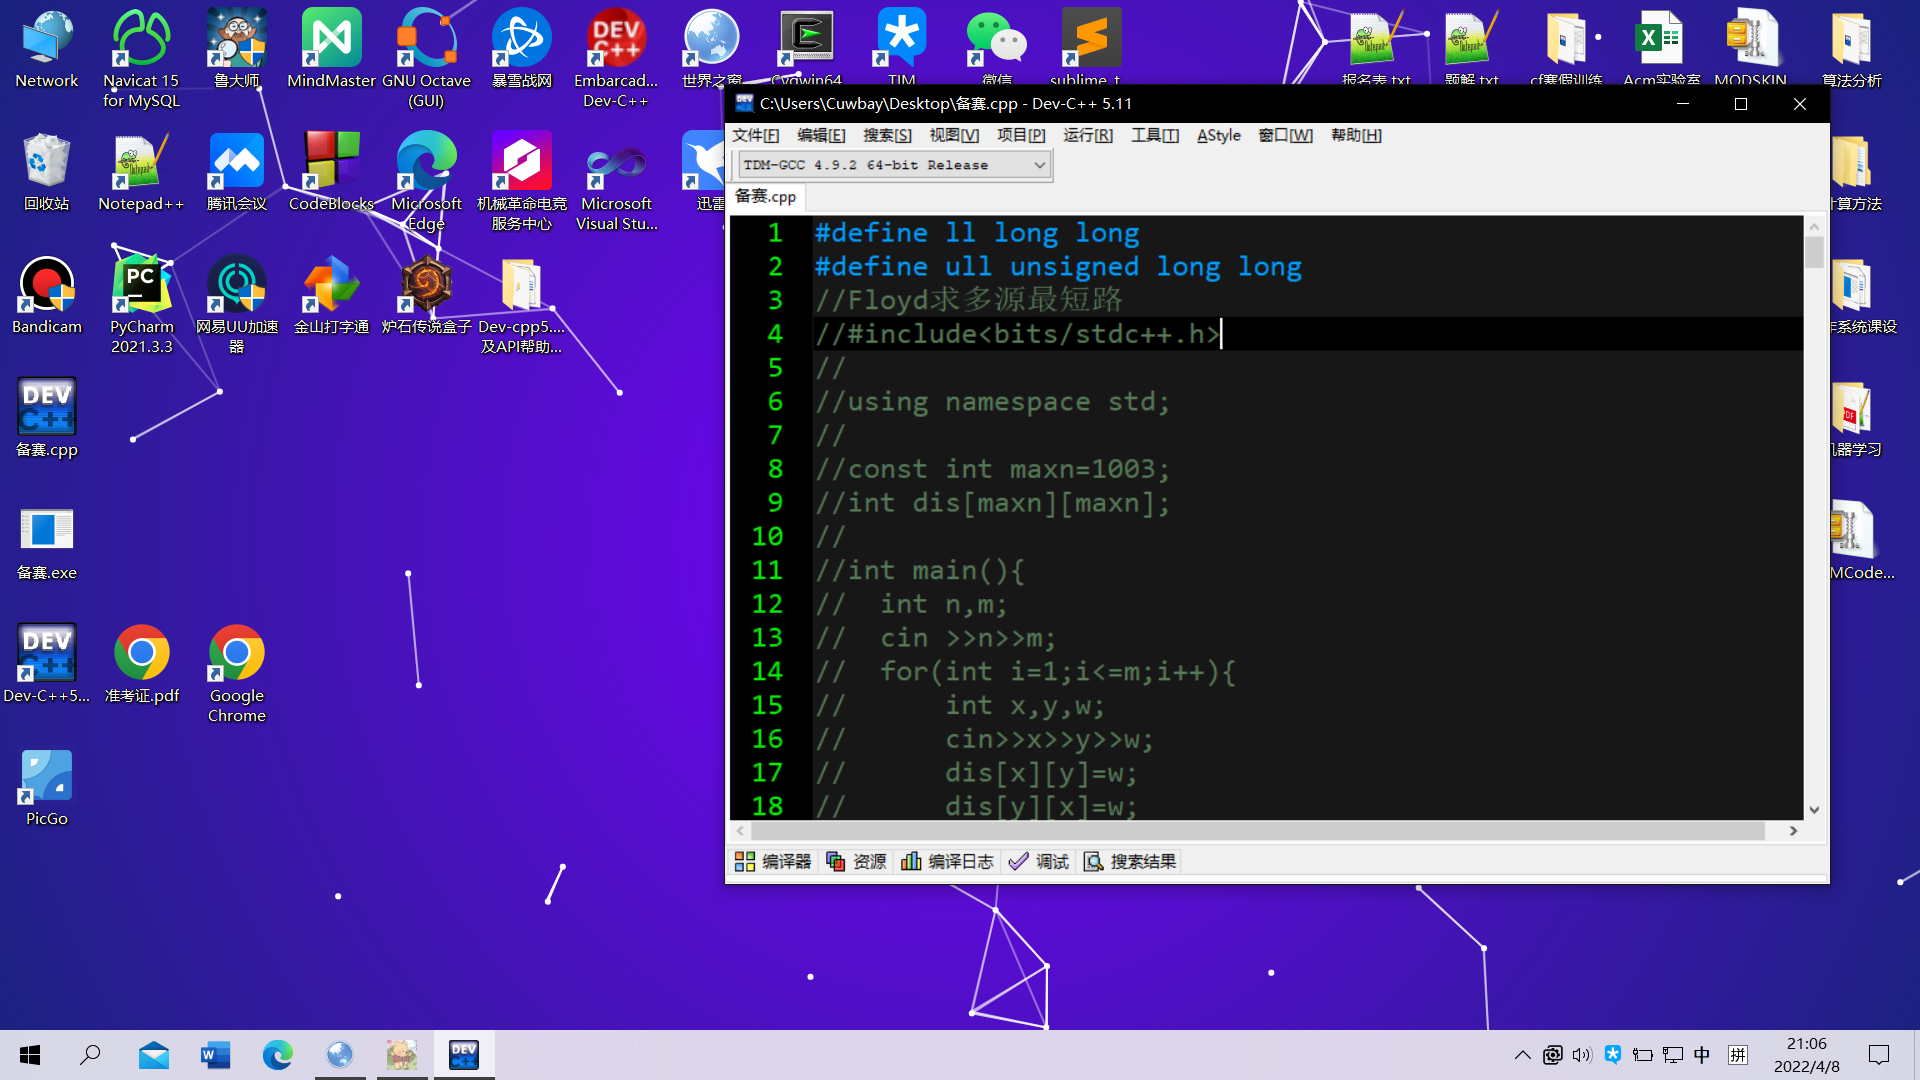 Network
Navicat 15
for MySQL
鲁大师
MindMaster
GNU Octave
(GUI)
暴雪战网
Embarcad...
Dev-C++
世界之窗
Cygwin64
TIM
微信
sublime_t
报名表.txt
题解.txt
cf寒假训练
Acm实验室
MODSKIN
算法分析
回收站
Notepad++
腾讯会议
CodeBlocks
Microsoft
Edge
机械革命电竞
服务中心
Microsoft
Visual Stu...
迅雷
计算方法
Bandicam
PyCharm
2021.3.3
网易UU加速
器
金山打字通
炉石传说盒子
Dev-cpp5....
及API帮助...
作系统课设
备赛.cpp
机器学习
备赛.exe
MCode...
Dev-C++5...
准考证.pdf
Google
Chrome
PicGo
C:\Users\Cuwbay\Desktop\备赛.cpp - Dev-C++ 5.11
文件[F] 编辑[E] 搜索[S] 视图[V] 项目[P] 运行[R] 工具[T] AStyle 窗口[W] 帮助[H]
TDM-GCC 4.9.2 64-bit Release
备赛.cpp
1 #define ll long long
2 #define ull unsigned long long
3 //Floyd求多源最短路
4 //#include<bits/stdc++.h>
5 //
6 //using namespace std;
7 //
8 //const int maxn=1003;
9 //int dis[maxn][maxn];
10 //
11 //int main(){
12 //  int n,m;
13 //  cin >>n>>m;
14 //  for(int i=1;i<=m;i++){
15 //      int x,y,w;
16 //      cin>>x>>y>>w;
17 //      dis[x][y]=w;
18 //      dis[y][x]=w;
编译器 资源 编译日志 调试 搜索结果
中 拼
21:06
2022/4/8